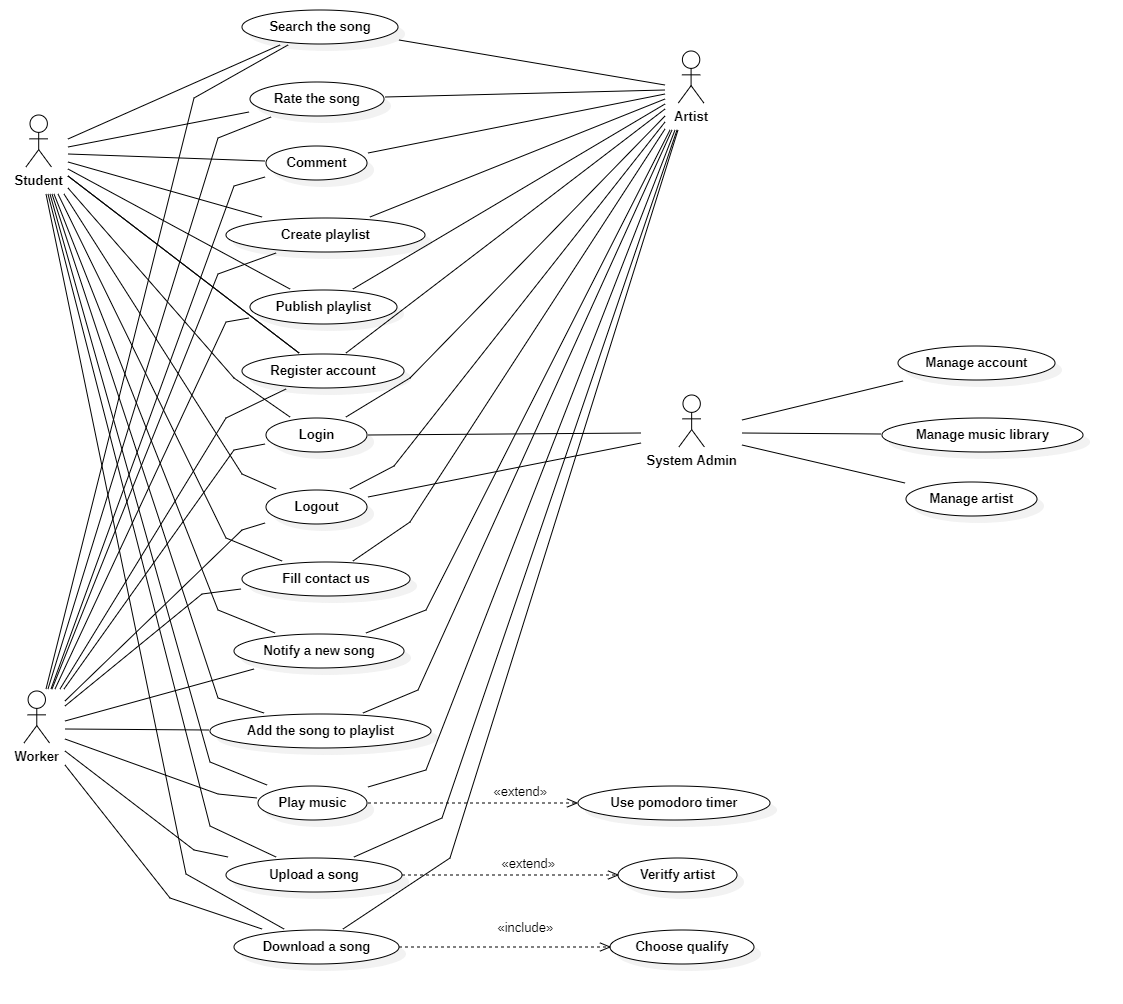 Search the song
Artist
Rate the song
Student
Comment
Create playlist
Publish playlist
Register account
Manage account
Login
Manage music library
System Admin
Logout
Manage artist
Fill contact us
Notify a new song
Worker
Add the song to playlist
Play music
«extend»
Use pomodoro timer
Upload a song
«extend»
Veritfy artist
Download a song
«include»
Choose qualify